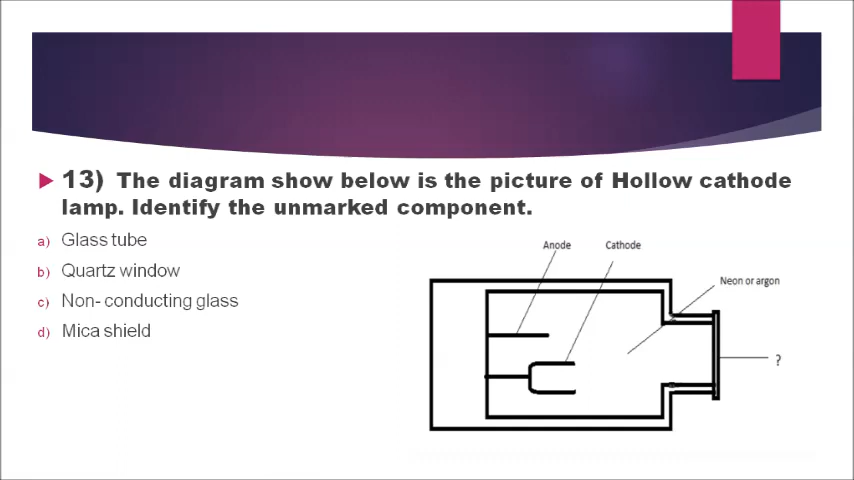 13) The diagram show below is the picture of Hollow cathode
lamp. Identify the unmarked component.
a) Glass tube
b) Quartz window
c) Non- conducting glass
d) Mica shield
Anode
Cathode
Neon or argon
?